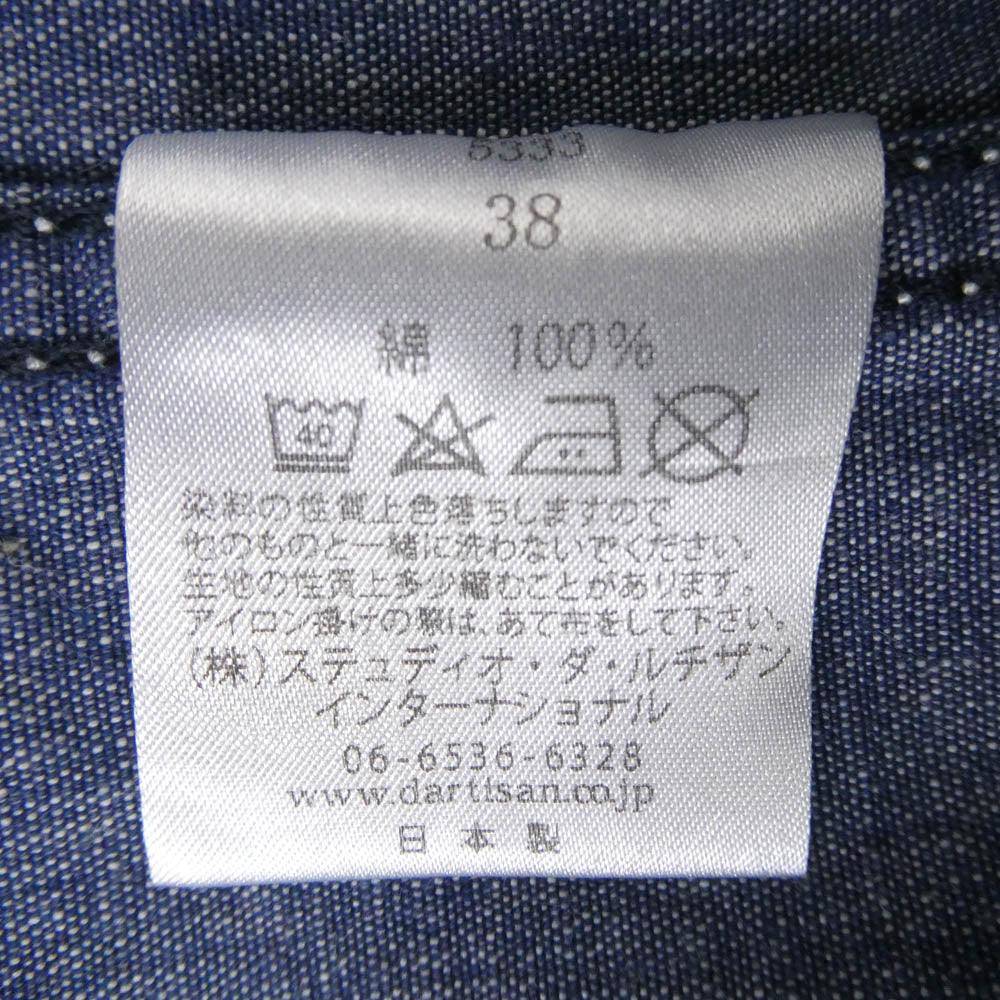 5333
38
綿 100%
40
染料の性質上色落ちしますので
他のものと一緒に洗わないでください。
生地の性質上多少縮むことがあります。
アイロン掛けの際は、あて布をして下さい。
(株)ステュディオ・ダ・ルチザン
インターナショナル
06-6536-6328
www.dartisan.co.jp
日本製